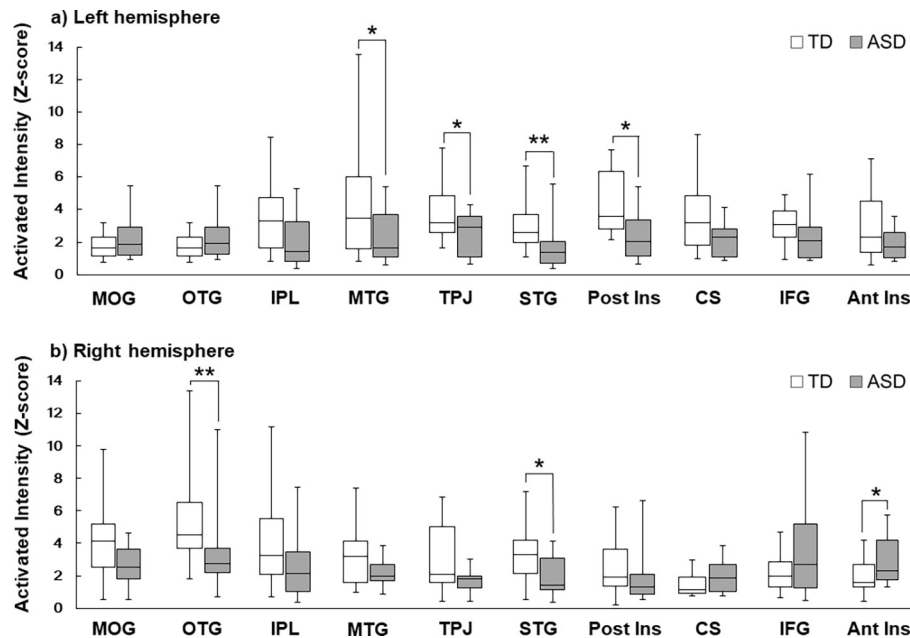 a) Left hemisphere
TD ASD
Activated Intensity (Z-score)
14
12
10
8
6
4
2
0
* * ** *
MOG OTG IPL MTG TPJ STG Post Ins CS IFG Ant Ins
b) Right hemisphere
TD ASD
Activated Intensity (Z-score)
14
12
10
8
6
4
2
0
** * *
MOG OTG IPL MTG TPJ STG Post Ins CS IFG Ant Ins